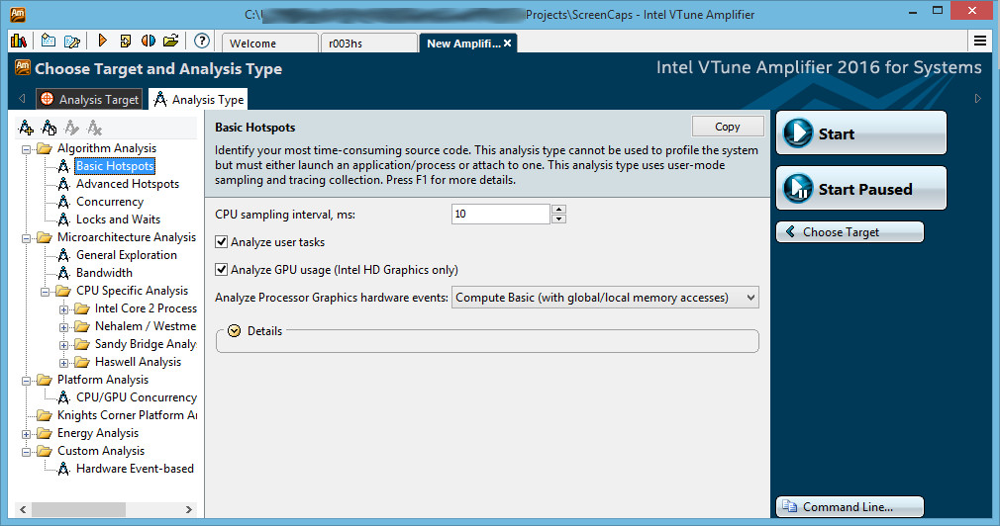 Am
C:\
Projects\ScreenCaps - Intel VTune Amplifier
?
Welcome
r003hs
New Amplifi...
Am Choose Target and Analysis Type
Intel VTune Amplifier 2016 for Systems
Analysis Target
Analysis Type
Algorithm Analysis
Basic Hotspots
Advanced Hotspots
Concurrency
Locks and Waits
Microarchitecture Analysis
General Exploration
Bandwidth
CPU Specific Analysis
Intel Core 2 Process
Nehalem / Westme
Sandy Bridge Analy
Haswell Analysis
Platform Analysis
CPU/GPU Concurrency
Knights Corner Platform
Energy Analysis
Custom Analysis
Hardware Event-based
Basic Hotspots
Copy
Identify your most time-consuming source code. This analysis type cannot be used to profile the system
but must either launch an application/process or attach to one. This analysis type uses user-mode
sampling and tracing collection. Press F1 for more details.
CPU sampling interval, ms:
10
Analyze user tasks
Analyze GPU usage (Intel HD Graphics only)
Analyze Processor Graphics hardware events:
Compute Basic (with global/local memory accesses)
Details
Start
Start Paused
Choose Target
Command Line...